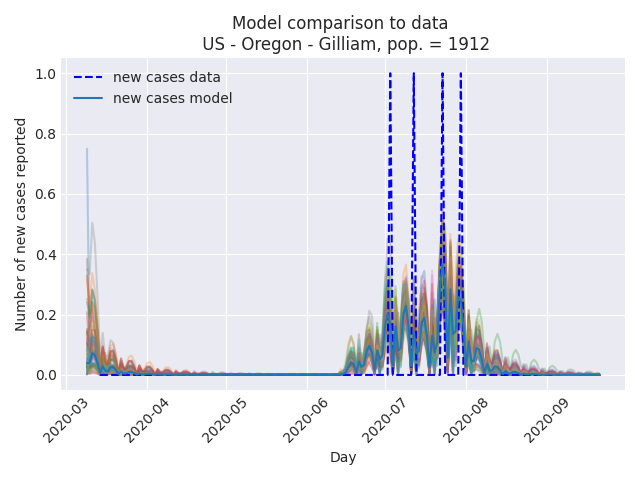 Model comparison to data
US - Oregon - Gilliam, pop. = 1912
new cases data
new cases model
Number of new cases reported
1.0
0.8
0.6
0.4
0.2
0.0
2020-03
2020-04
2020-05
2020-06
2020-07
2020-08
2020-09
Day